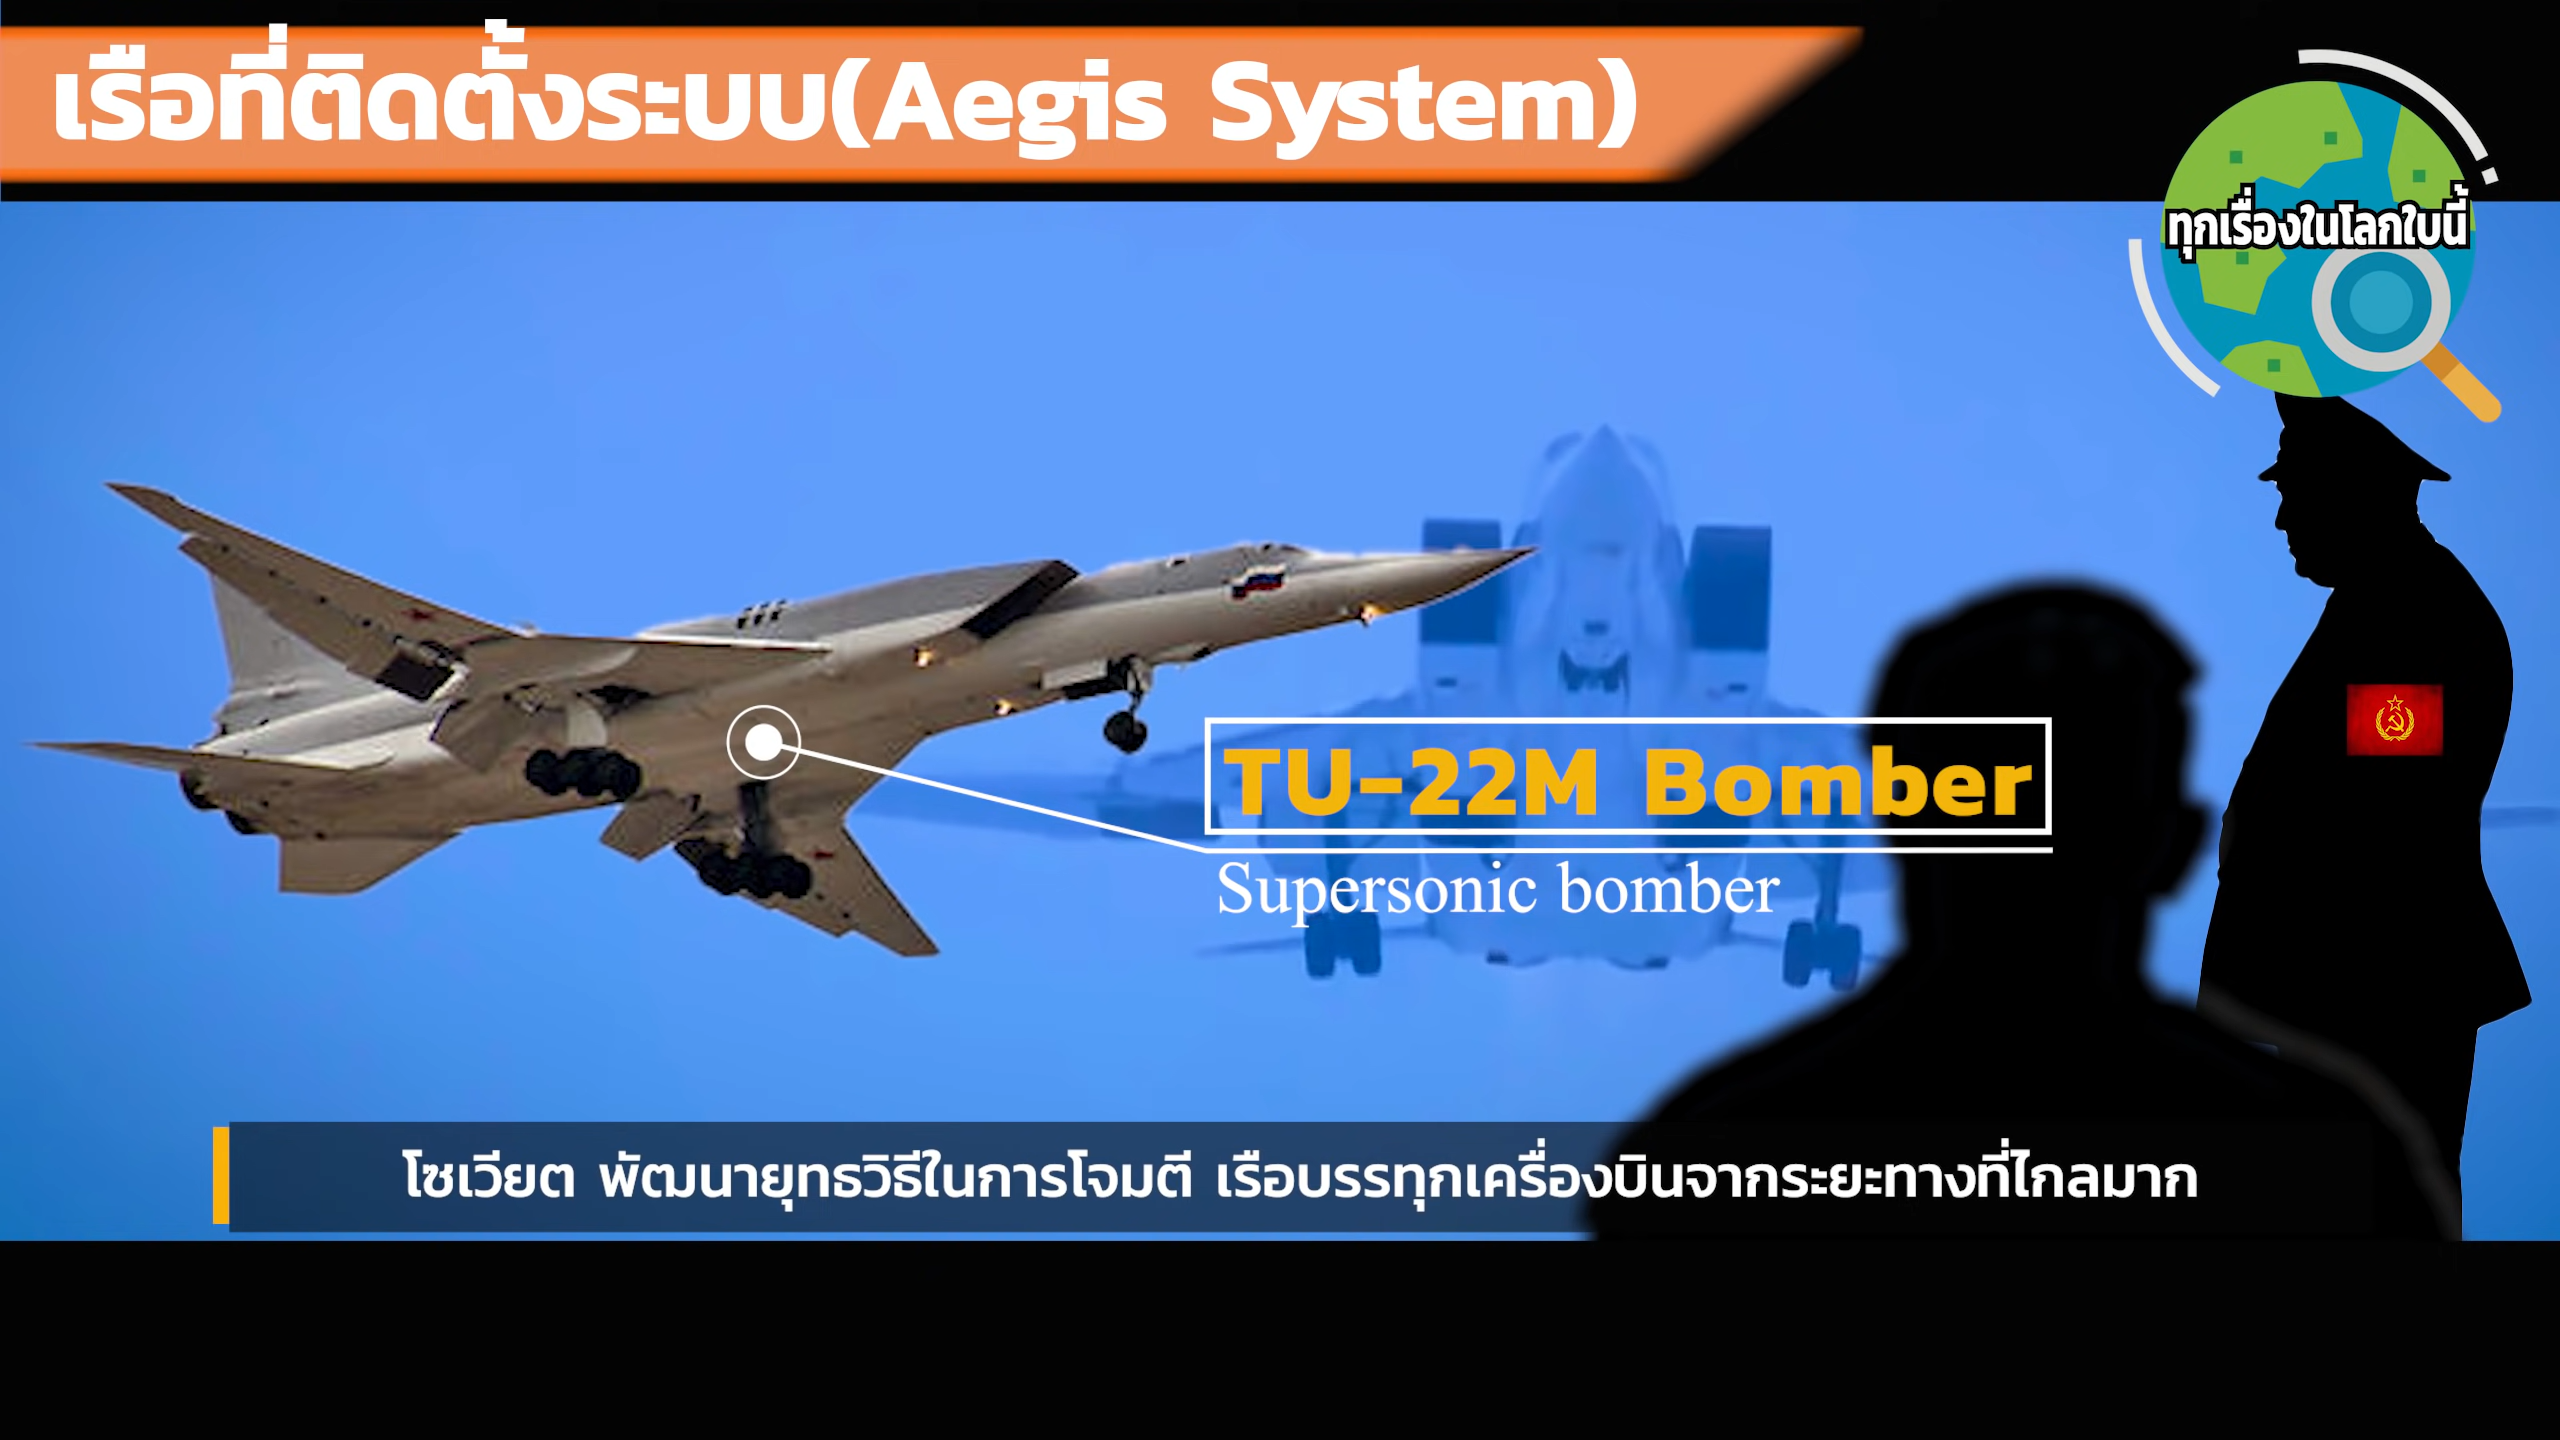 เรือที่ติดตั้งระบบ(Aegis System)
ทุกเรื่องในโลกใบนี้
TU-22M Bomber
Supersonic bomber
โซเวียต พัฒนายุทธวิธีในการโจมตี เรือบรรทุกเครื่องบินจากระยะทางที่ไกลมาก